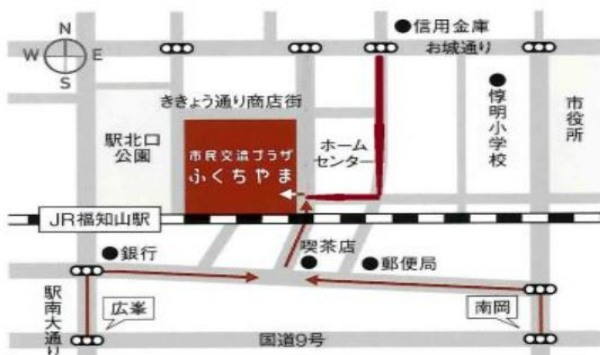 N
W E
S
信用金庫
お城通り
ききょう通り商店街
惇明小学校
市役所
駅北口
公園
市民交流プラザ
ふくちやま
ホーム
センター
JR福知山駅
喫茶店
銀行
郵便局
駅南大通り
広峯
南岡
国道9号